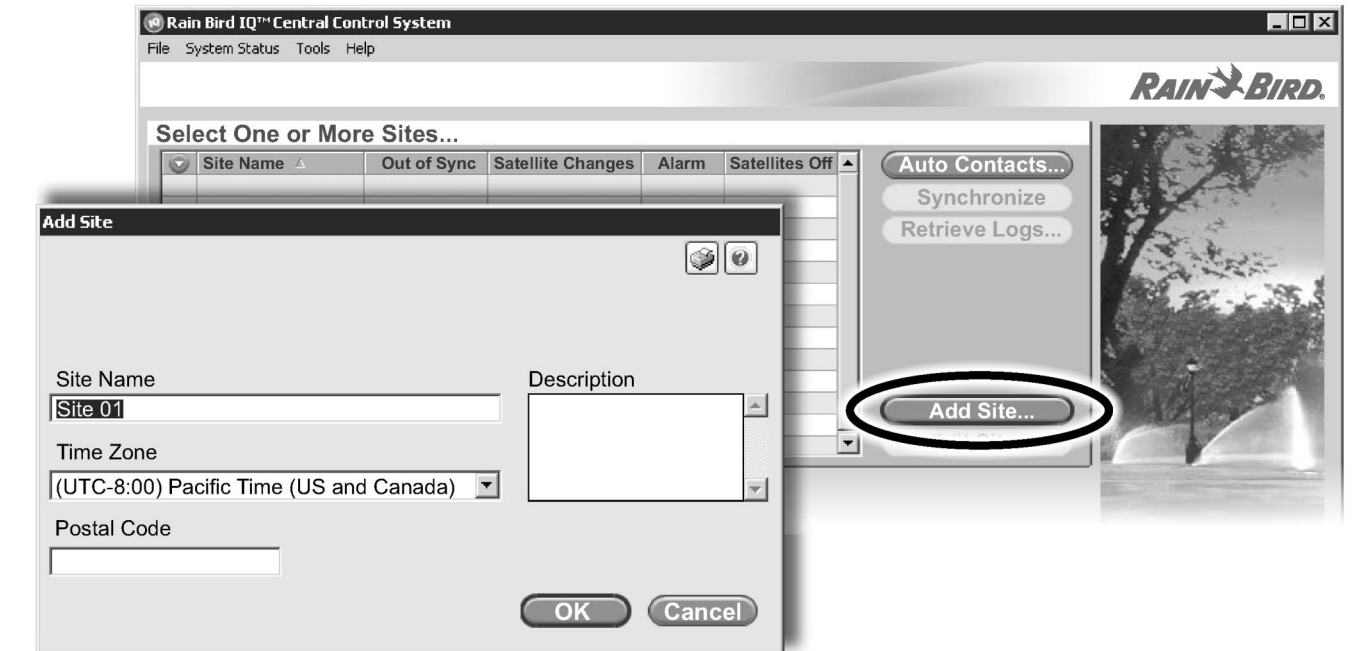 Rain Bird IQ™ Central Control System
File System Status Tools Help
RAIN BIRD.
Select One or More Sites...
Site Name Out of Sync Satellite Changes Alarm Satellites Off
Auto Contacts...
Synchronize
Retrieve Logs...
Add Site...
Add Site
Site Name
Site 01
Description
Time Zone
(UTC-8:00) Pacific Time (US and Canada)
Postal Code
OK Cancel